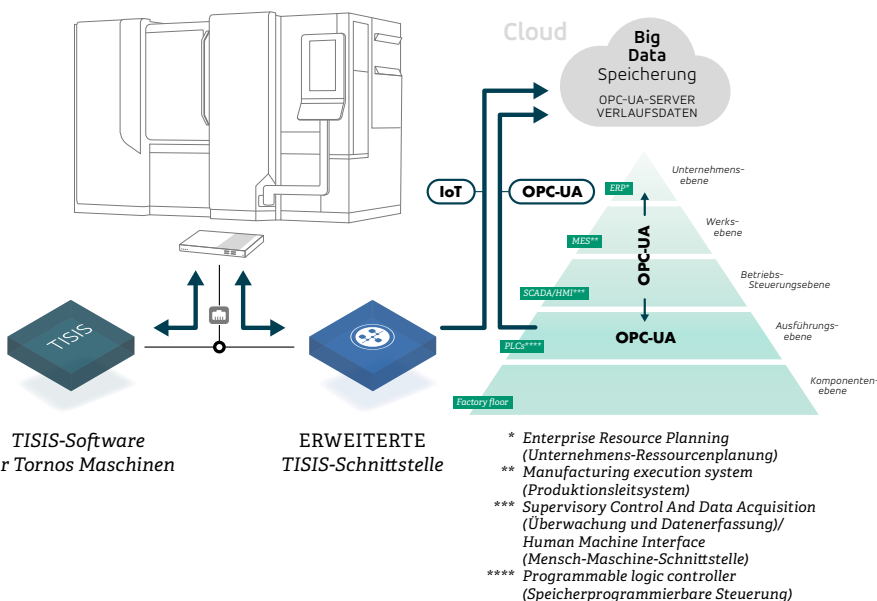 Cloud
Big
Data
Speicherung
OPC-UA-SERVER
VERLAUFSDATEN
IoT
OPC-UA
Unternehmens-
ebene
ERP*
Werks-
ebene
MES**
OPC-UA
Betriebs-
Steuerungsebene
SCADA/HMI***
Ausführungs-
ebene
OPC-UA
PLCs****
Komponenten-
ebene
Factory floor
TISIS
TISIS-Software
r Tornos Maschinen
ERWEITERTE
TISIS-Schnittstelle
* Enterprise Resource Planning
(Unternehmens-Ressourcenplanung)
** Manufacturing execution system
(Produktionsleitsystem)
*** Supervisory Control And Data Acquisition
(Überwachung und Datenerfassung)/
Human Machine Interface
(Mensch-Maschine-Schnittstelle)
**** Programmable logic controller
(Speicherprogrammierbare Steuerung)